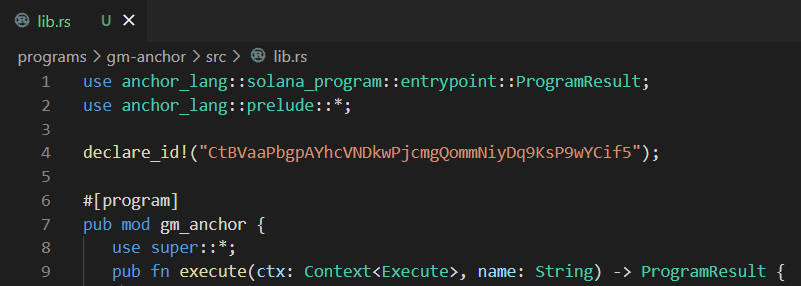 lib.rs U ×
programs > gm-anchor > src > lib.rs
1 use anchor_lang::solana_program::entrypoint::ProgramResult;
2 use anchor_lang::prelude::*;
3
4 declare_id!("CtBVaaPbgpAYhcVNDkwPjcmgQommNiyDq9KsP9wYCif5");
5
6 #[program]
7 pub mod gm_anchor {
8 use super::*;
9 pub fn execute(ctx: Context<Execute>, name: String) -> ProgramResult {